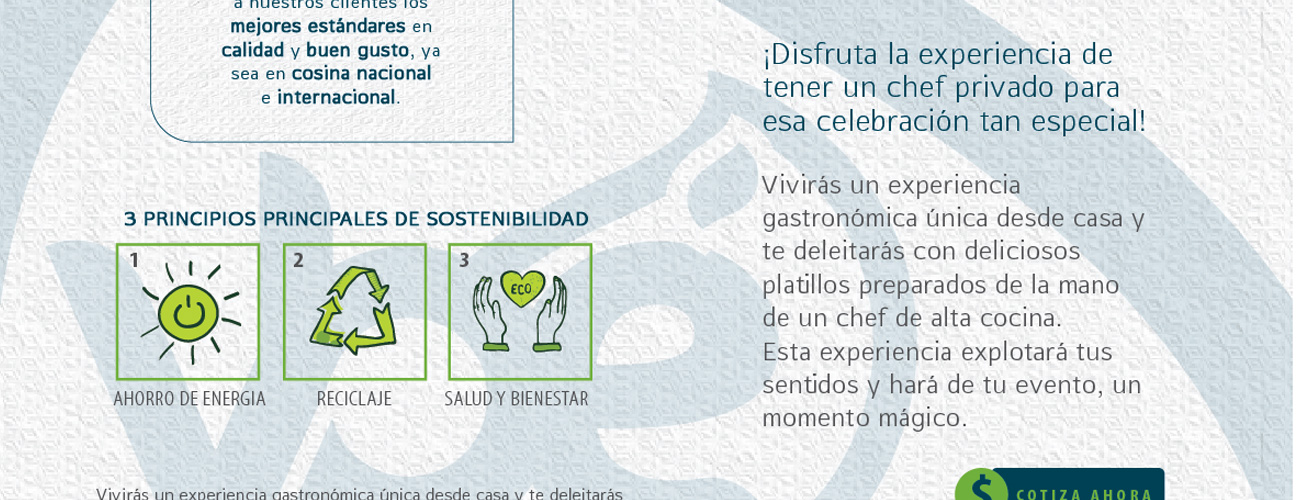 a nuestros clientes los
mejores estándares en
calidad y buen gusto, ya
sea en cosina nacional
e internacional.
3 PRINCIPIOS PRINCIPALES DE SOSTENIBILIDAD
1
2
3
ECO
AHORRO DE ENERGIA
RECICLAJE
SALUD Y BIENESTAR
Vivirás un experiencia gastronómica única desde casa y te deleitarás
¡Disfruta la experiencia de
tener un chef privado para
esa celebración tan especial!
Vivirás un experiencia
gastronómica única desde casa y
te deleitarás con deliciosos
platillos preparados de la mano
de un chef de alta cocina.
Esta experiencia explotará tus
sentidos y hará de tu evento, un
momento mágico.
$ COTIZA AHORA